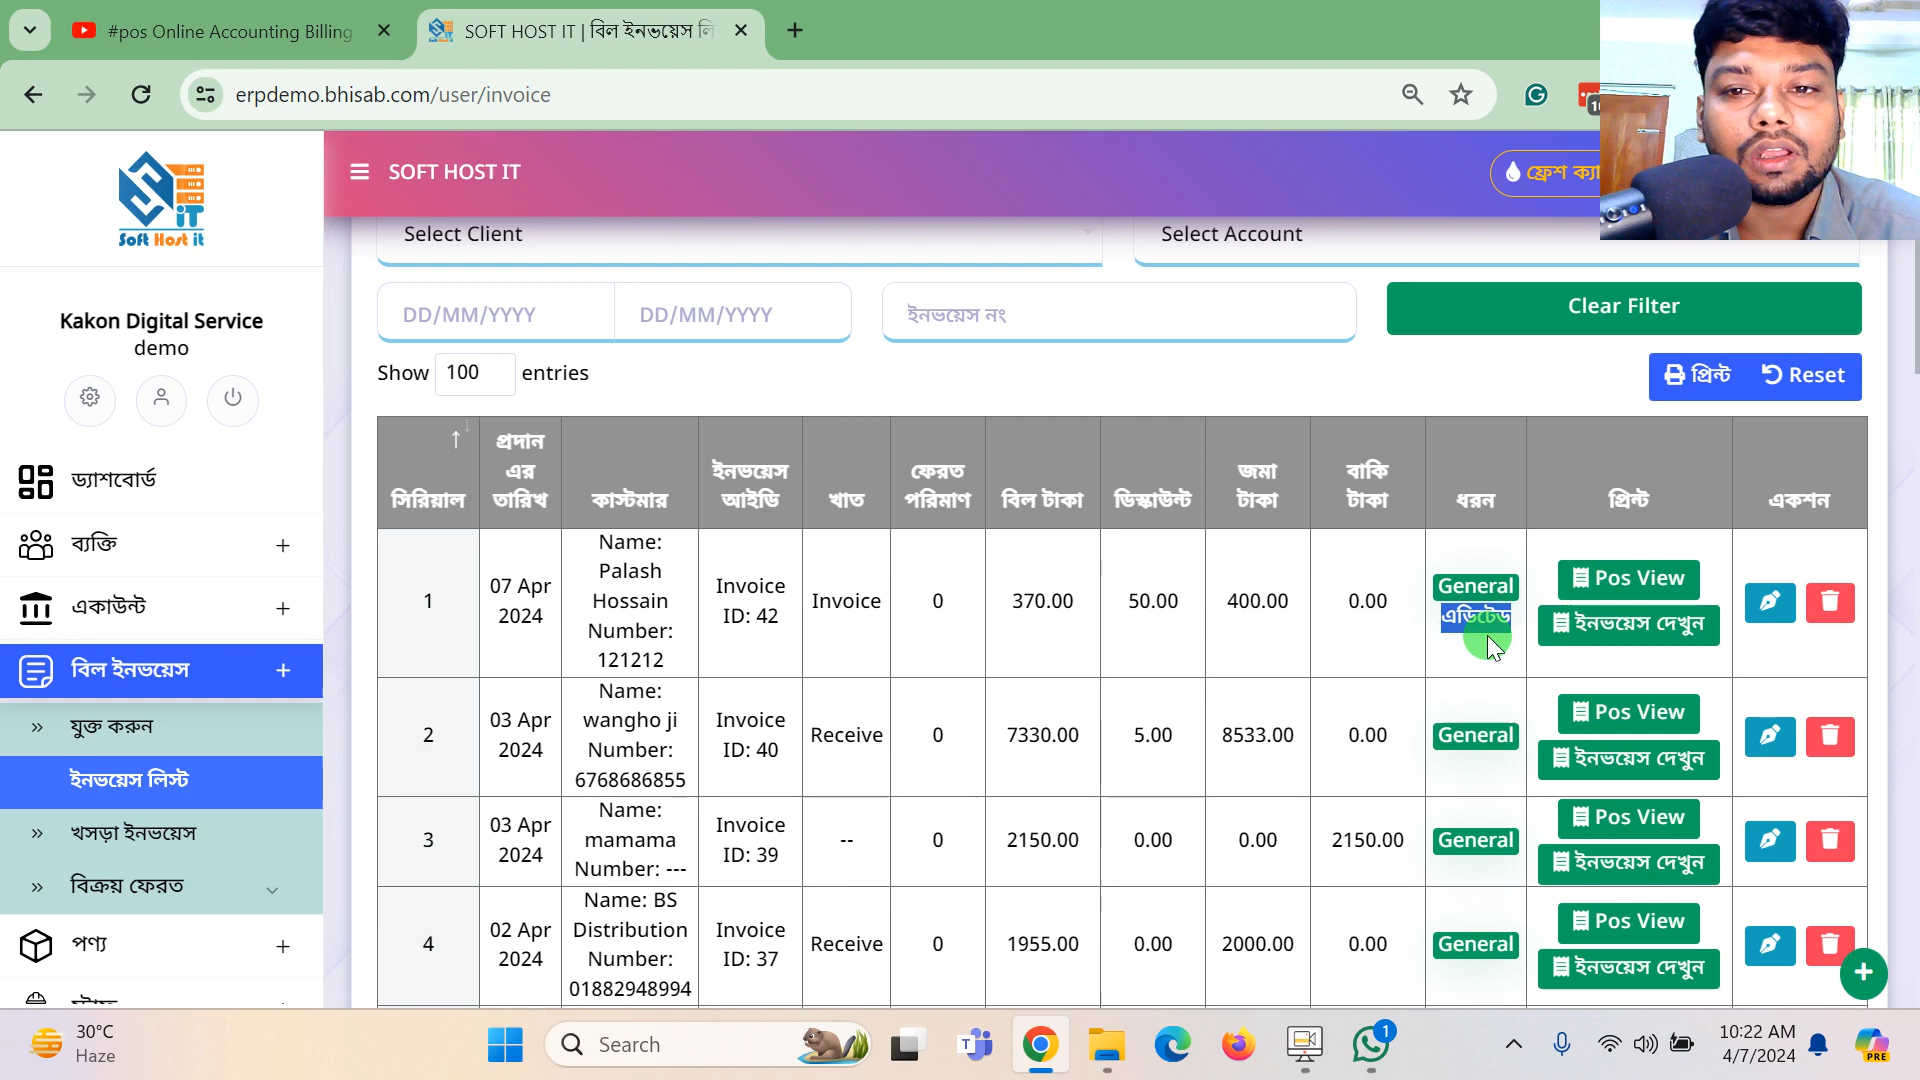 #pos Online Accounting Billing
SOFT HOST IT | বিল ইনভয়েস লি
erpdemo.bhisab.com/user/invoice
Soft Host it
SOFT HOST IT
ফ্রেশ ক্যা
Kakon Digital Service
demo
ড্যাশবোর্ড
ব্যক্তি
একাউন্ট
বিল ইনভয়েস
যুক্ত করুন
ইনভয়েস লিস্ট
খসড়া ইনভয়েস
বিক্রয় ফেরত
পণ্য
Select Client
Select Account
DD/MM/YYYY DD/MM/YYYY ইনভয়েস নং Clear Filter
Show 100 entries
প্রিন্ট Reset
সিরিয়াল প্রদান এর তারিখ কাস্টমার ইনভয়েস আইডি খাত ফেরত পরিমাণ বিল টাকা ডিস্কাউন্ট জমা টাকা বাকি টাকা ধরন প্রিন্ট একশন
1 07 Apr 2024 Name: Palash Hossain Number: 121212 Invoice ID: 42 Invoice 0 370.00 50.00 400.00 0.00 General এডিটেড Pos View ইনভয়েস দেখুন
2 03 Apr 2024 Name: wangho ji Number: 6768686855 Invoice ID: 40 Receive 0 7330.00 5.00 8533.00 0.00 General Pos View ইনভয়েস দেখুন
3 03 Apr 2024 Name: mamama Number: --- Invoice ID: 39 -- 0 2150.00 0.00 0.00 2150.00 General Pos View ইনভয়েস দেখুন
4 02 Apr 2024 Name: BS Distribution Number: 01882948994 Invoice ID: 37 Receive 0 1955.00 0.00 2000.00 0.00 General Pos View ইনভয়েস দেখুন
30°C
Haze
Search
1
10:22 AM
4/7/2024
PRE